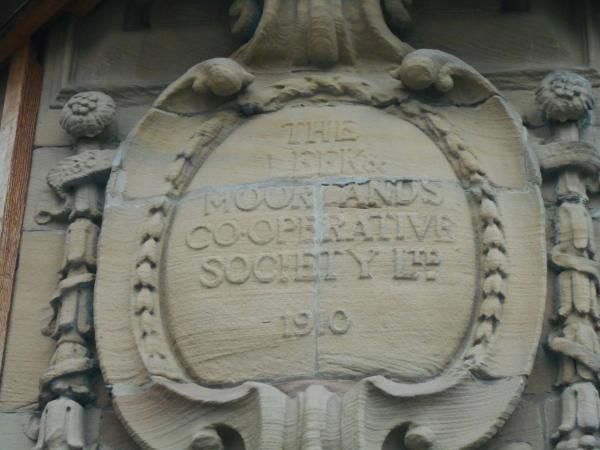 THE
LEEK &
MOORLANDS
CO-OPERATIVE
SOCIETY LTD
- 1910